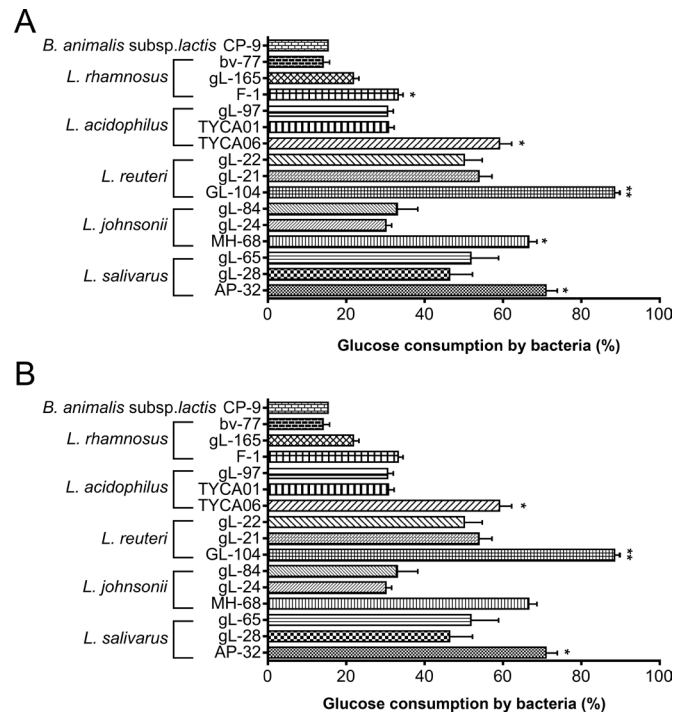 A
B. animalis subsp.lactis CP-9
bv-77
L. rhamnosus gL-165
F-1 *
gL-97
L. acidophilus TYCA01
TYCA06 *
gL-22
L. reuteri gL-21
GL-104 **
gL-84
L. johnsonii gL-24
MH-68 *
gL-65
L. salivarus gL-28
AP-32 *
0 20 40 60 80 100
Glucose consumption by bacteria (%)
B
B. animalis subsp.lactis CP-9
bv-77
L. rhamnosus gL-165
F-1
gL-97
L. acidophilus TYCA01
TYCA06 *
gL-22
L. reuteri gL-21
GL-104 **
gL-84
L. johnsonii gL-24
MH-68
gL-65
L. salivarus gL-28
AP-32 *
0 20 40 60 80 100
Glucose consumption by bacteria (%)